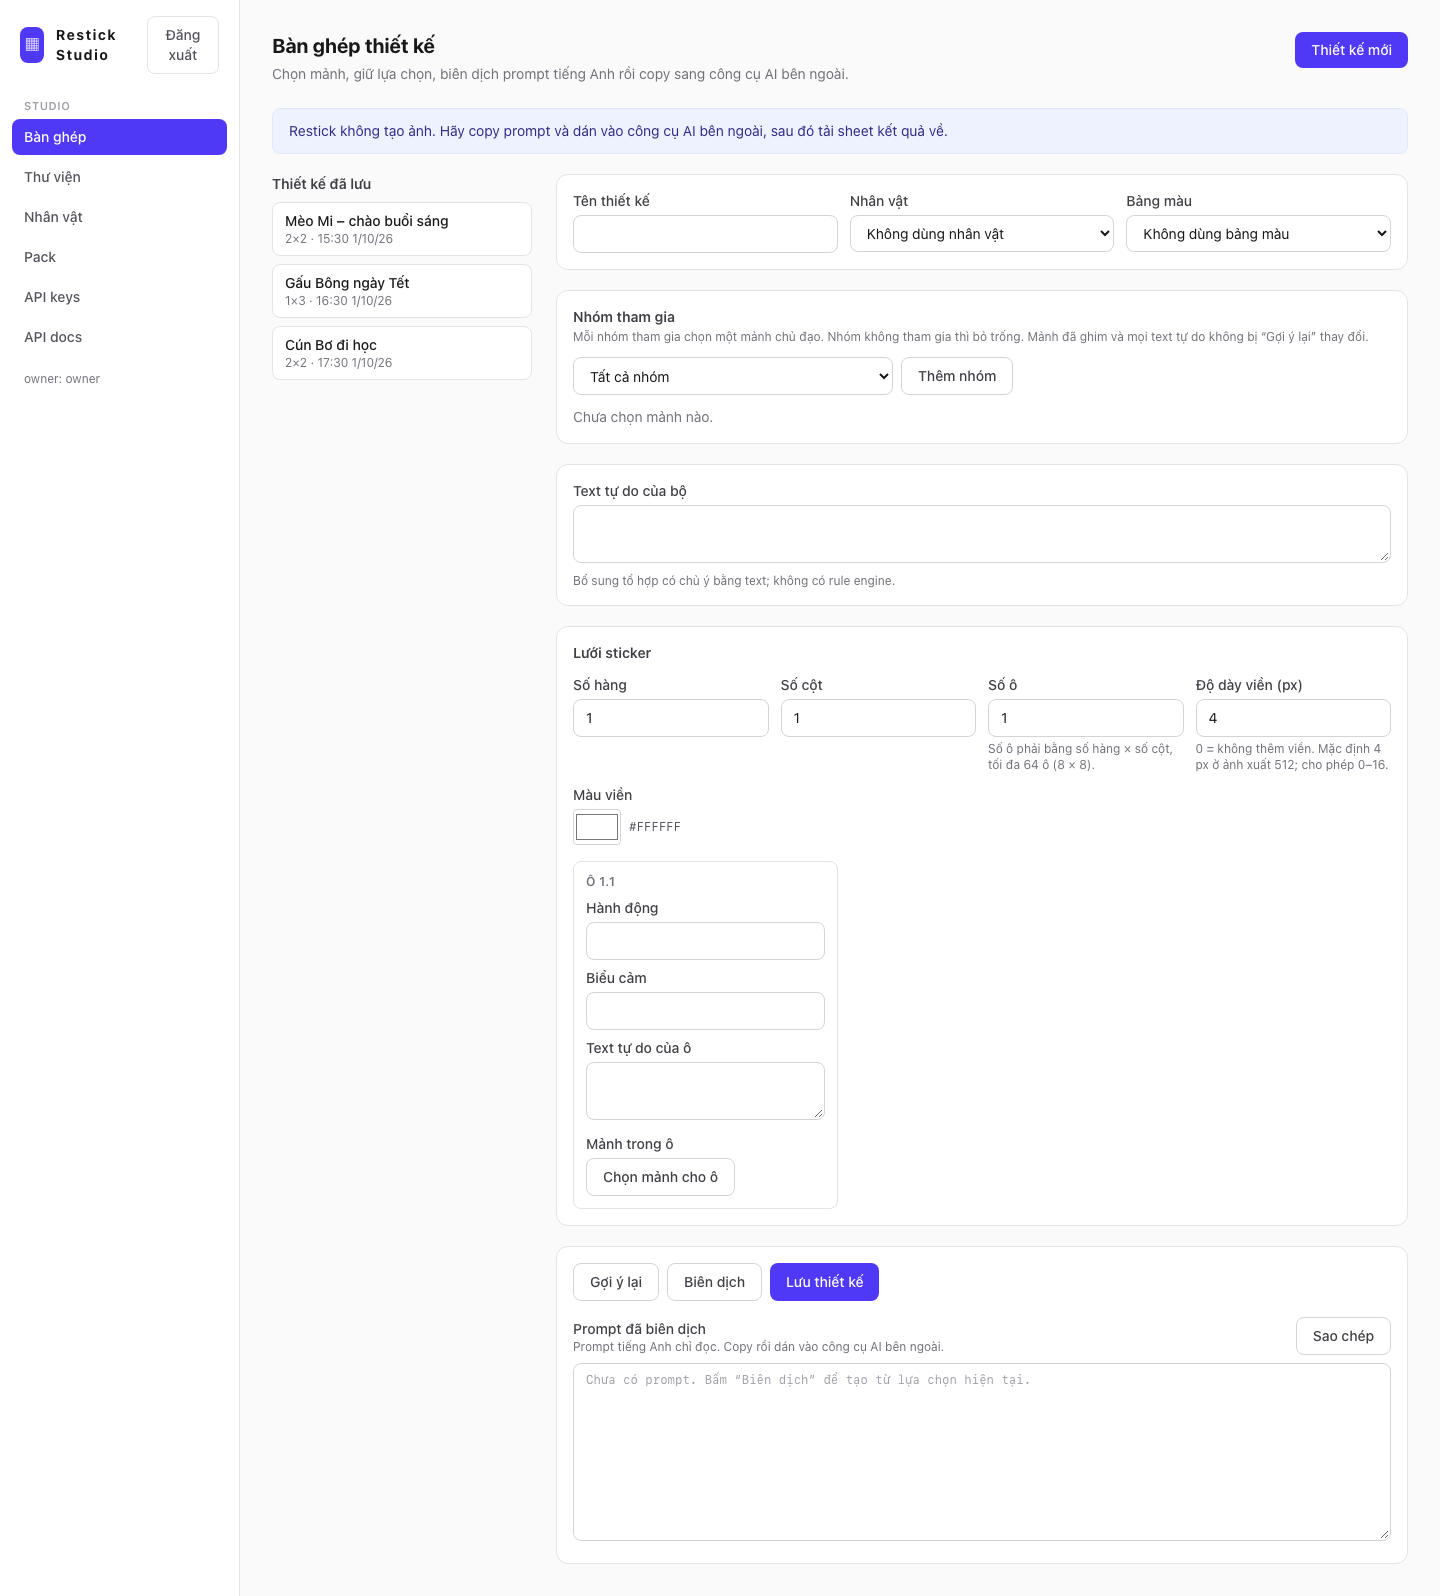 Restick
Studio
Đăng
xuất
STUDIO
Bàn ghép
Thư viện
Nhân vật
Pack
API keys
API docs
owner: owner
Bàn ghép thiết kế
Chọn mảnh, giữ lựa chọn, biên dịch prompt tiếng Anh rồi copy sang công cụ AI bên ngoài.
Thiết kế mới
Restick không tạo ảnh. Hãy copy prompt và dán vào công cụ AI bên ngoài, sau đó tải sheet kết quả về.
Thiết kế đã lưu
Mèo Mi – chào buổi sáng
2×2 · 15:30 1/10/26
Gấu Bông ngày Tết
1×3 · 16:30 1/10/26
Cún Bơ đi học
2×2 · 17:30 1/10/26
Tên thiết kế
Nhân vật
Không dùng nhân vật
Bảng màu
Không dùng bảng màu
Nhóm tham gia
Mỗi nhóm tham gia chọn một mảnh chủ đạo. Nhóm không tham gia thì bỏ trống. Mảnh đã ghim và mọi text tự do không bị “Gợi ý lại” thay đổi.
Tất cả nhóm
Thêm nhóm
Chưa chọn mảnh nào.
Text tự do của bộ
Bổ sung tổ hợp có chủ ý bằng text; không có rule engine.
Lưới sticker
Số hàng
1
Số cột
1
Số ô
1
Số ô phải bằng số hàng × số cột,
tối đa 64 ô (8 × 8).
Độ dày viền (px)
4
0 = không thêm viền. Mặc định 4
px ở ảnh xuất 512; cho phép 0–16.
Màu viền
#FFFFFF
Ô 1.1
Hành động
Biểu cảm
Text tự do của ô
Mảnh trong ô
Chọn mảnh cho ô
Gợi ý lại
Biên dịch
Lưu thiết kế
Prompt đã biên dịch
Prompt tiếng Anh chỉ đọc. Copy rồi dán vào công cụ AI bên ngoài.
Sao chép
Chưa có prompt. Bấm “Biên dịch” để tạo từ lựa chọn hiện tại.